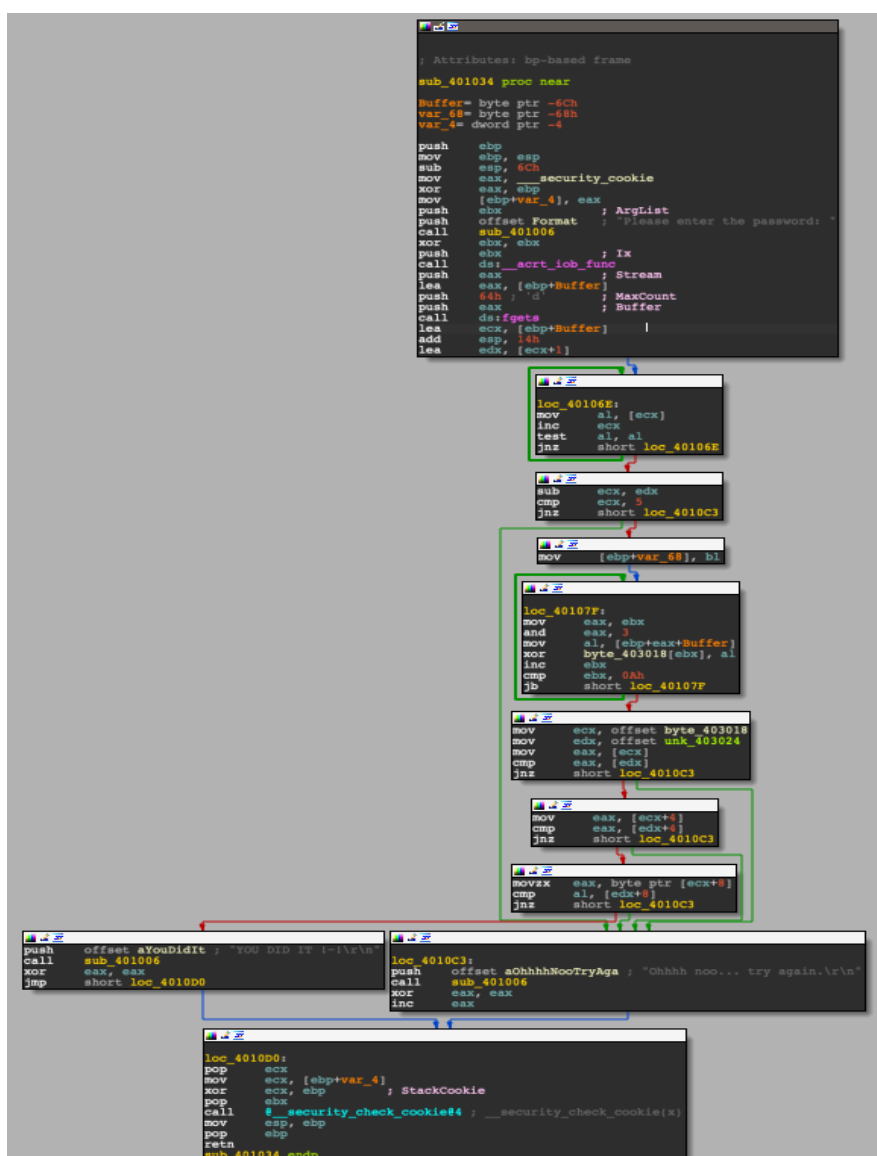 ; Attributes: bp-based frame
sub_401034 proc near
Buffer= byte ptr -6Ch
var_68= byte ptr -68h
var_4= dword ptr -4
push ebp
mov ebp, esp
sub esp, 6Ch
mov eax, ___security_cookie
xor eax, ebp
mov [ebp+var_4], eax
push ebx ; ArgList
push offset Format ; "Please enter the password: "
call sub_401006
xor ebx, ebx
push ebx ; Ix
call ds:__acrt_iob_func
push eax ; Stream
lea eax, [ebp+Buffer]
push 64h ; 'd' ; MaxCount
push eax ; Buffer
call ds:fgets
lea ecx, [ebp+Buffer]
add esp, 14h
lea edx, [ecx+1]
loc_40106E:
mov al, [ecx]
inc ecx
test al, al
jnz short loc_40106E
sub ecx, edx
cmp ecx, 5
jnz short loc_4010C3
mov [ebp+var_68], bl
loc_40107F:
mov eax, ebx
and eax, 3
mov al, [ebp+eax+Buffer]
xor byte_403018[ebx], al
inc ebx
cmp ebx, 0Ah
jb short loc_40107F
mov ecx, offset byte_403018
mov edx, offset unk_403024
mov eax, [ecx]
cmp eax, [edx]
jnz short loc_4010C3
mov eax, [ecx+4]
cmp eax, [edx+4]
jnz short loc_4010C3
movzx eax, byte ptr [ecx+8]
cmp al, [edx+8]
jnz short loc_4010C3
push offset aYouDidIt ; "YOU DID IT !-!\r\n"
call sub_401006
xor eax, eax
jmp short loc_4010D0
loc_4010C3:
push offset aOhhhhNooTryAga ; "Ohhhh noo... try again.\r\n"
call sub_401006
xor eax, eax
inc eax
loc_4010D0:
pop ecx
mov ecx, [ebp+var_4]
xor ecx, ebp ; StackCookie
pop ebx
call @__security_check_cookie@4 ; __security_check_cookie(x)
mov esp, ebp
pop ebp
retn
sub_401034 endp